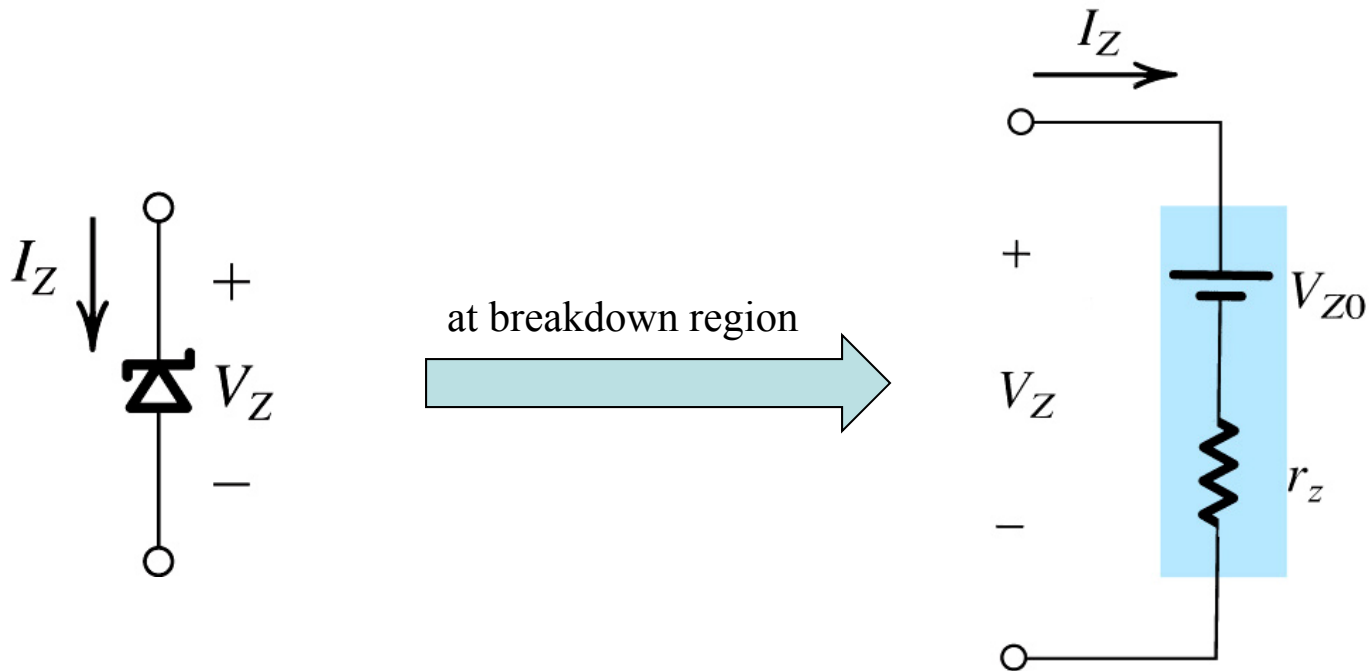 I_Z
+
V_Z
−
at breakdown region
I_Z
+
V_Z
−
V_Z0
r_z